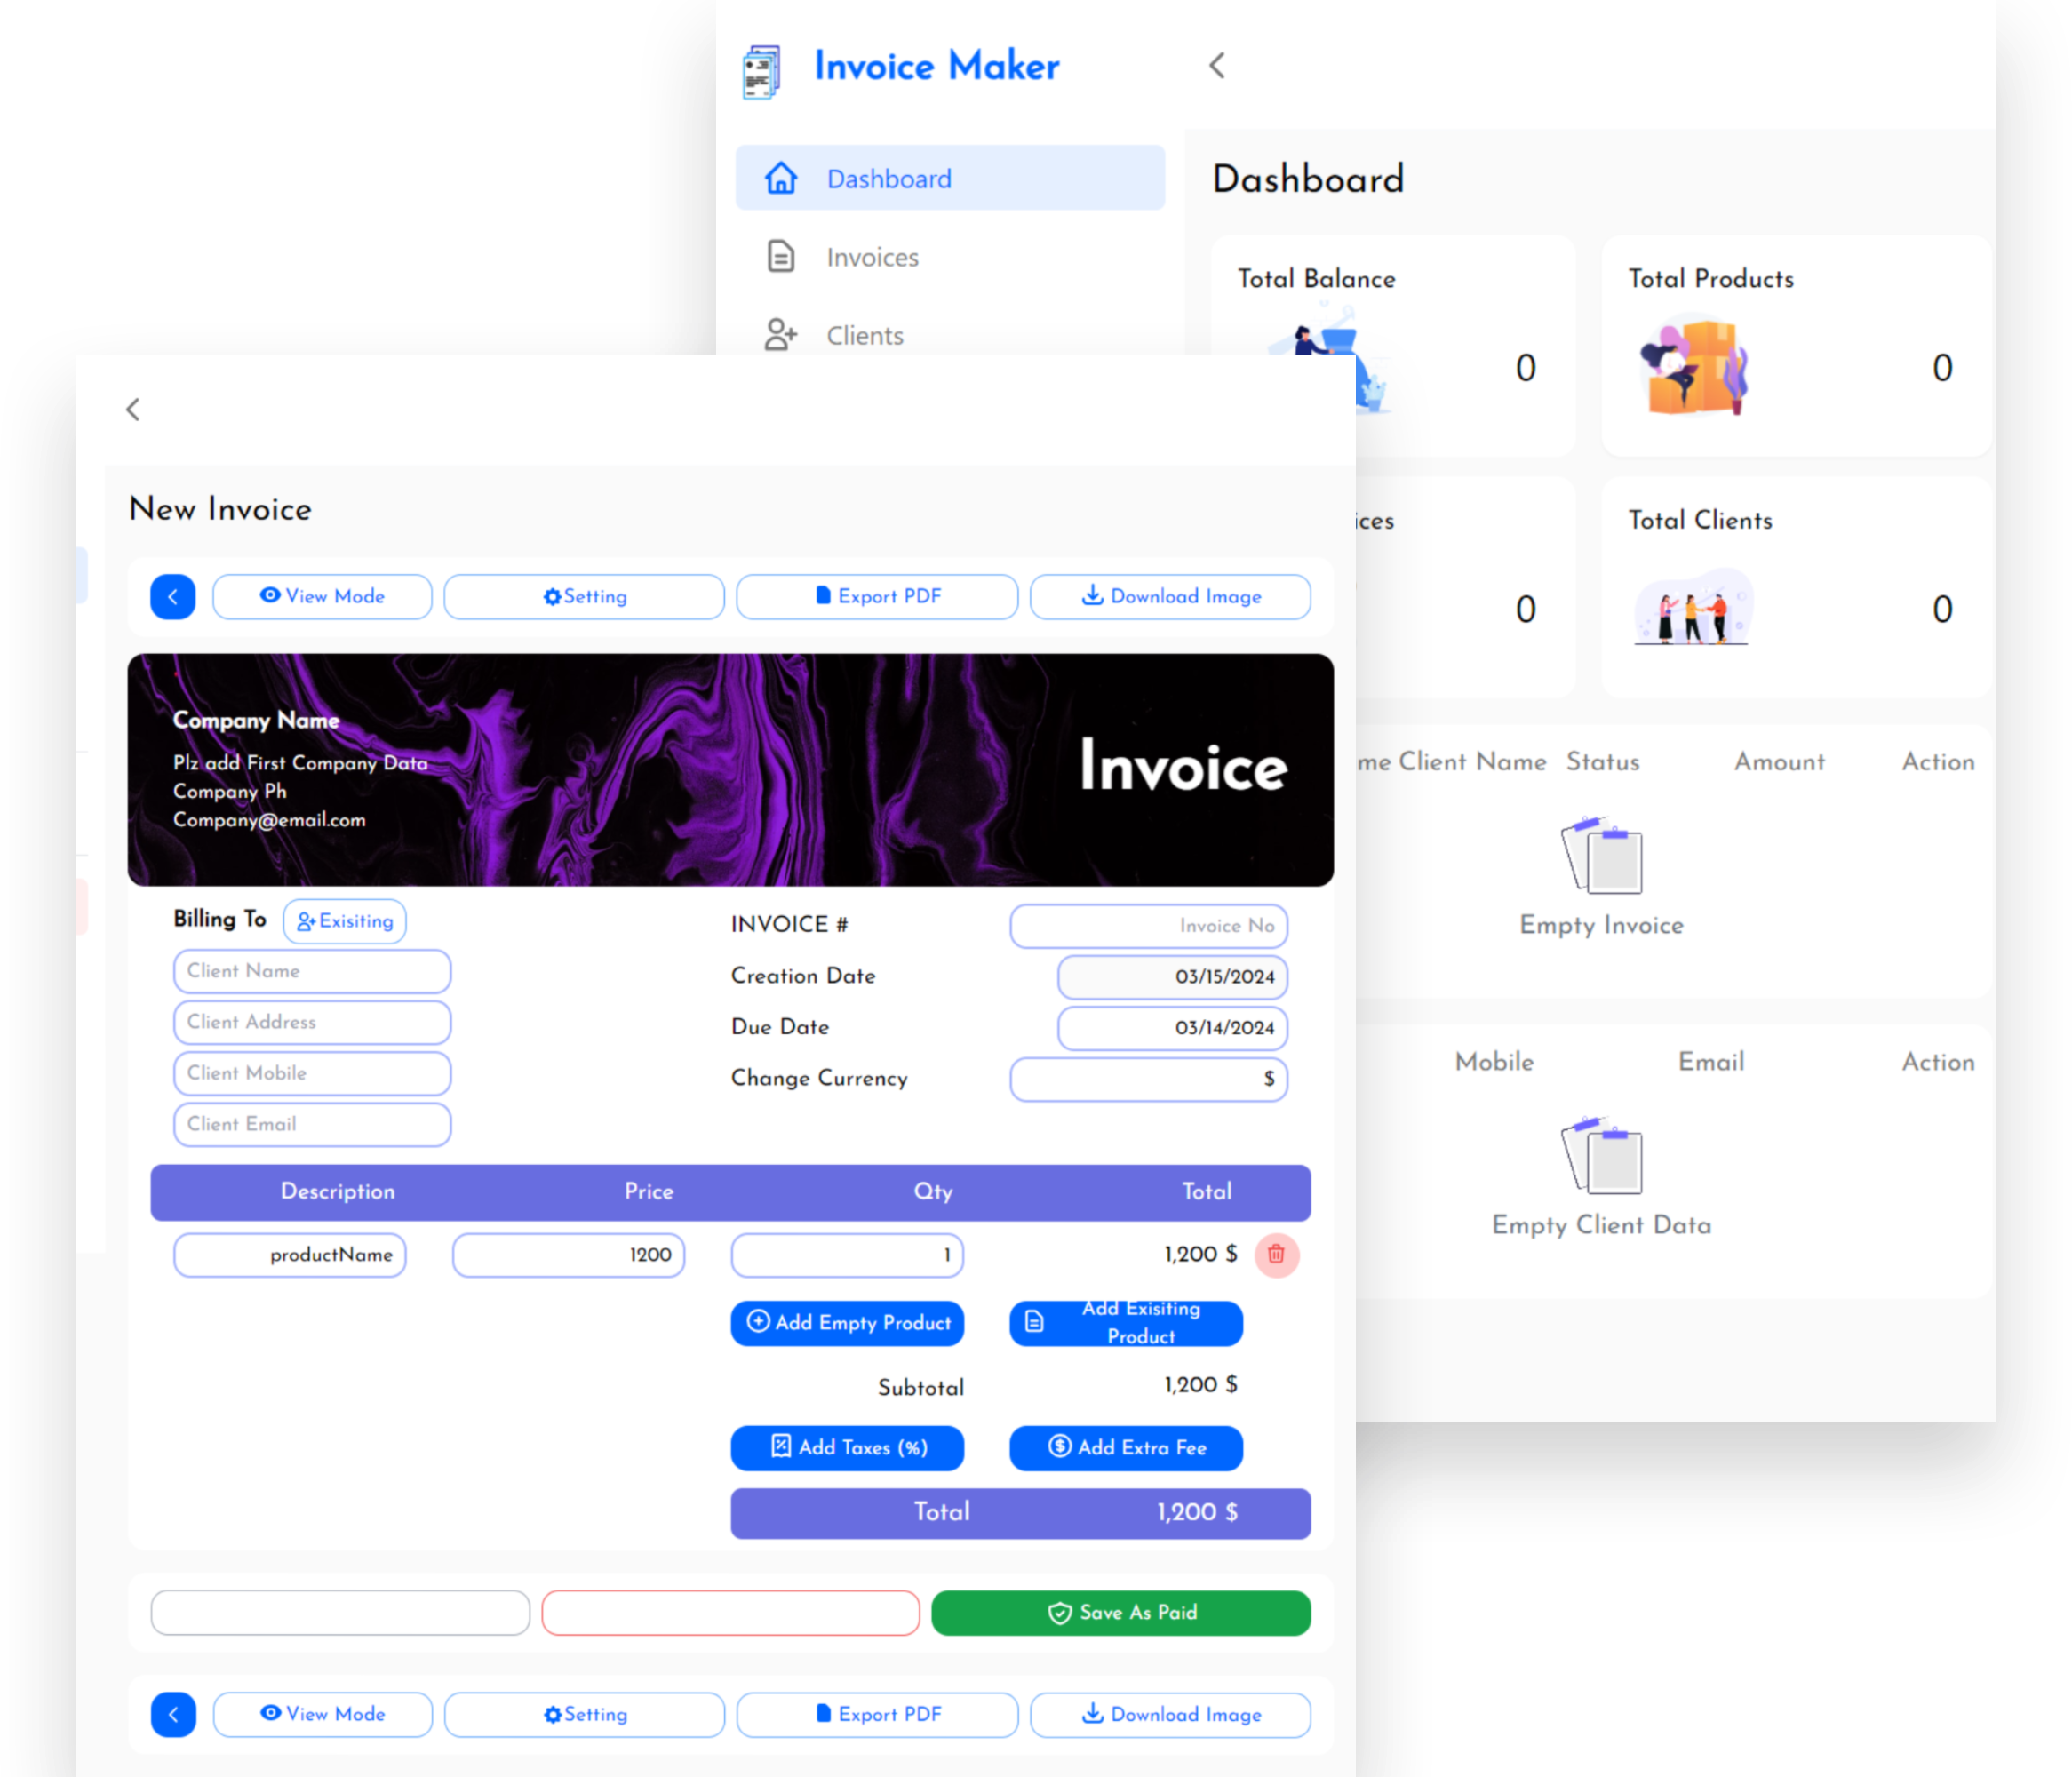 Invoice Maker
Dashboard
Invoices
Clients
Dashboard
Total Balance
0
Total Products
0
0
Total Clients
0
Client Name Status Amount Action
Empty Invoice
Mobile Email Action
Empty Client Data
New Invoice
View Mode Setting Export PDF Download Image
Company Name
Plz add First Company Data
Company Ph
Company@email.com
Invoice
Billing To Exisiting
Client Name
Client Address
Client Mobile
Client Email
INVOICE # Invoice No
Creation Date 03/15/2024
Due Date 03/14/2024
Change Currency $
Description Price Qty Total
productName 1200 1 1,200 $
Add Empty Product
Add Exisiting
Product
Subtotal 1,200 $
Add Taxes (%) Add Extra Fee
Total 1,200 $
Save As Paid
View Mode Setting Export PDF Download Image